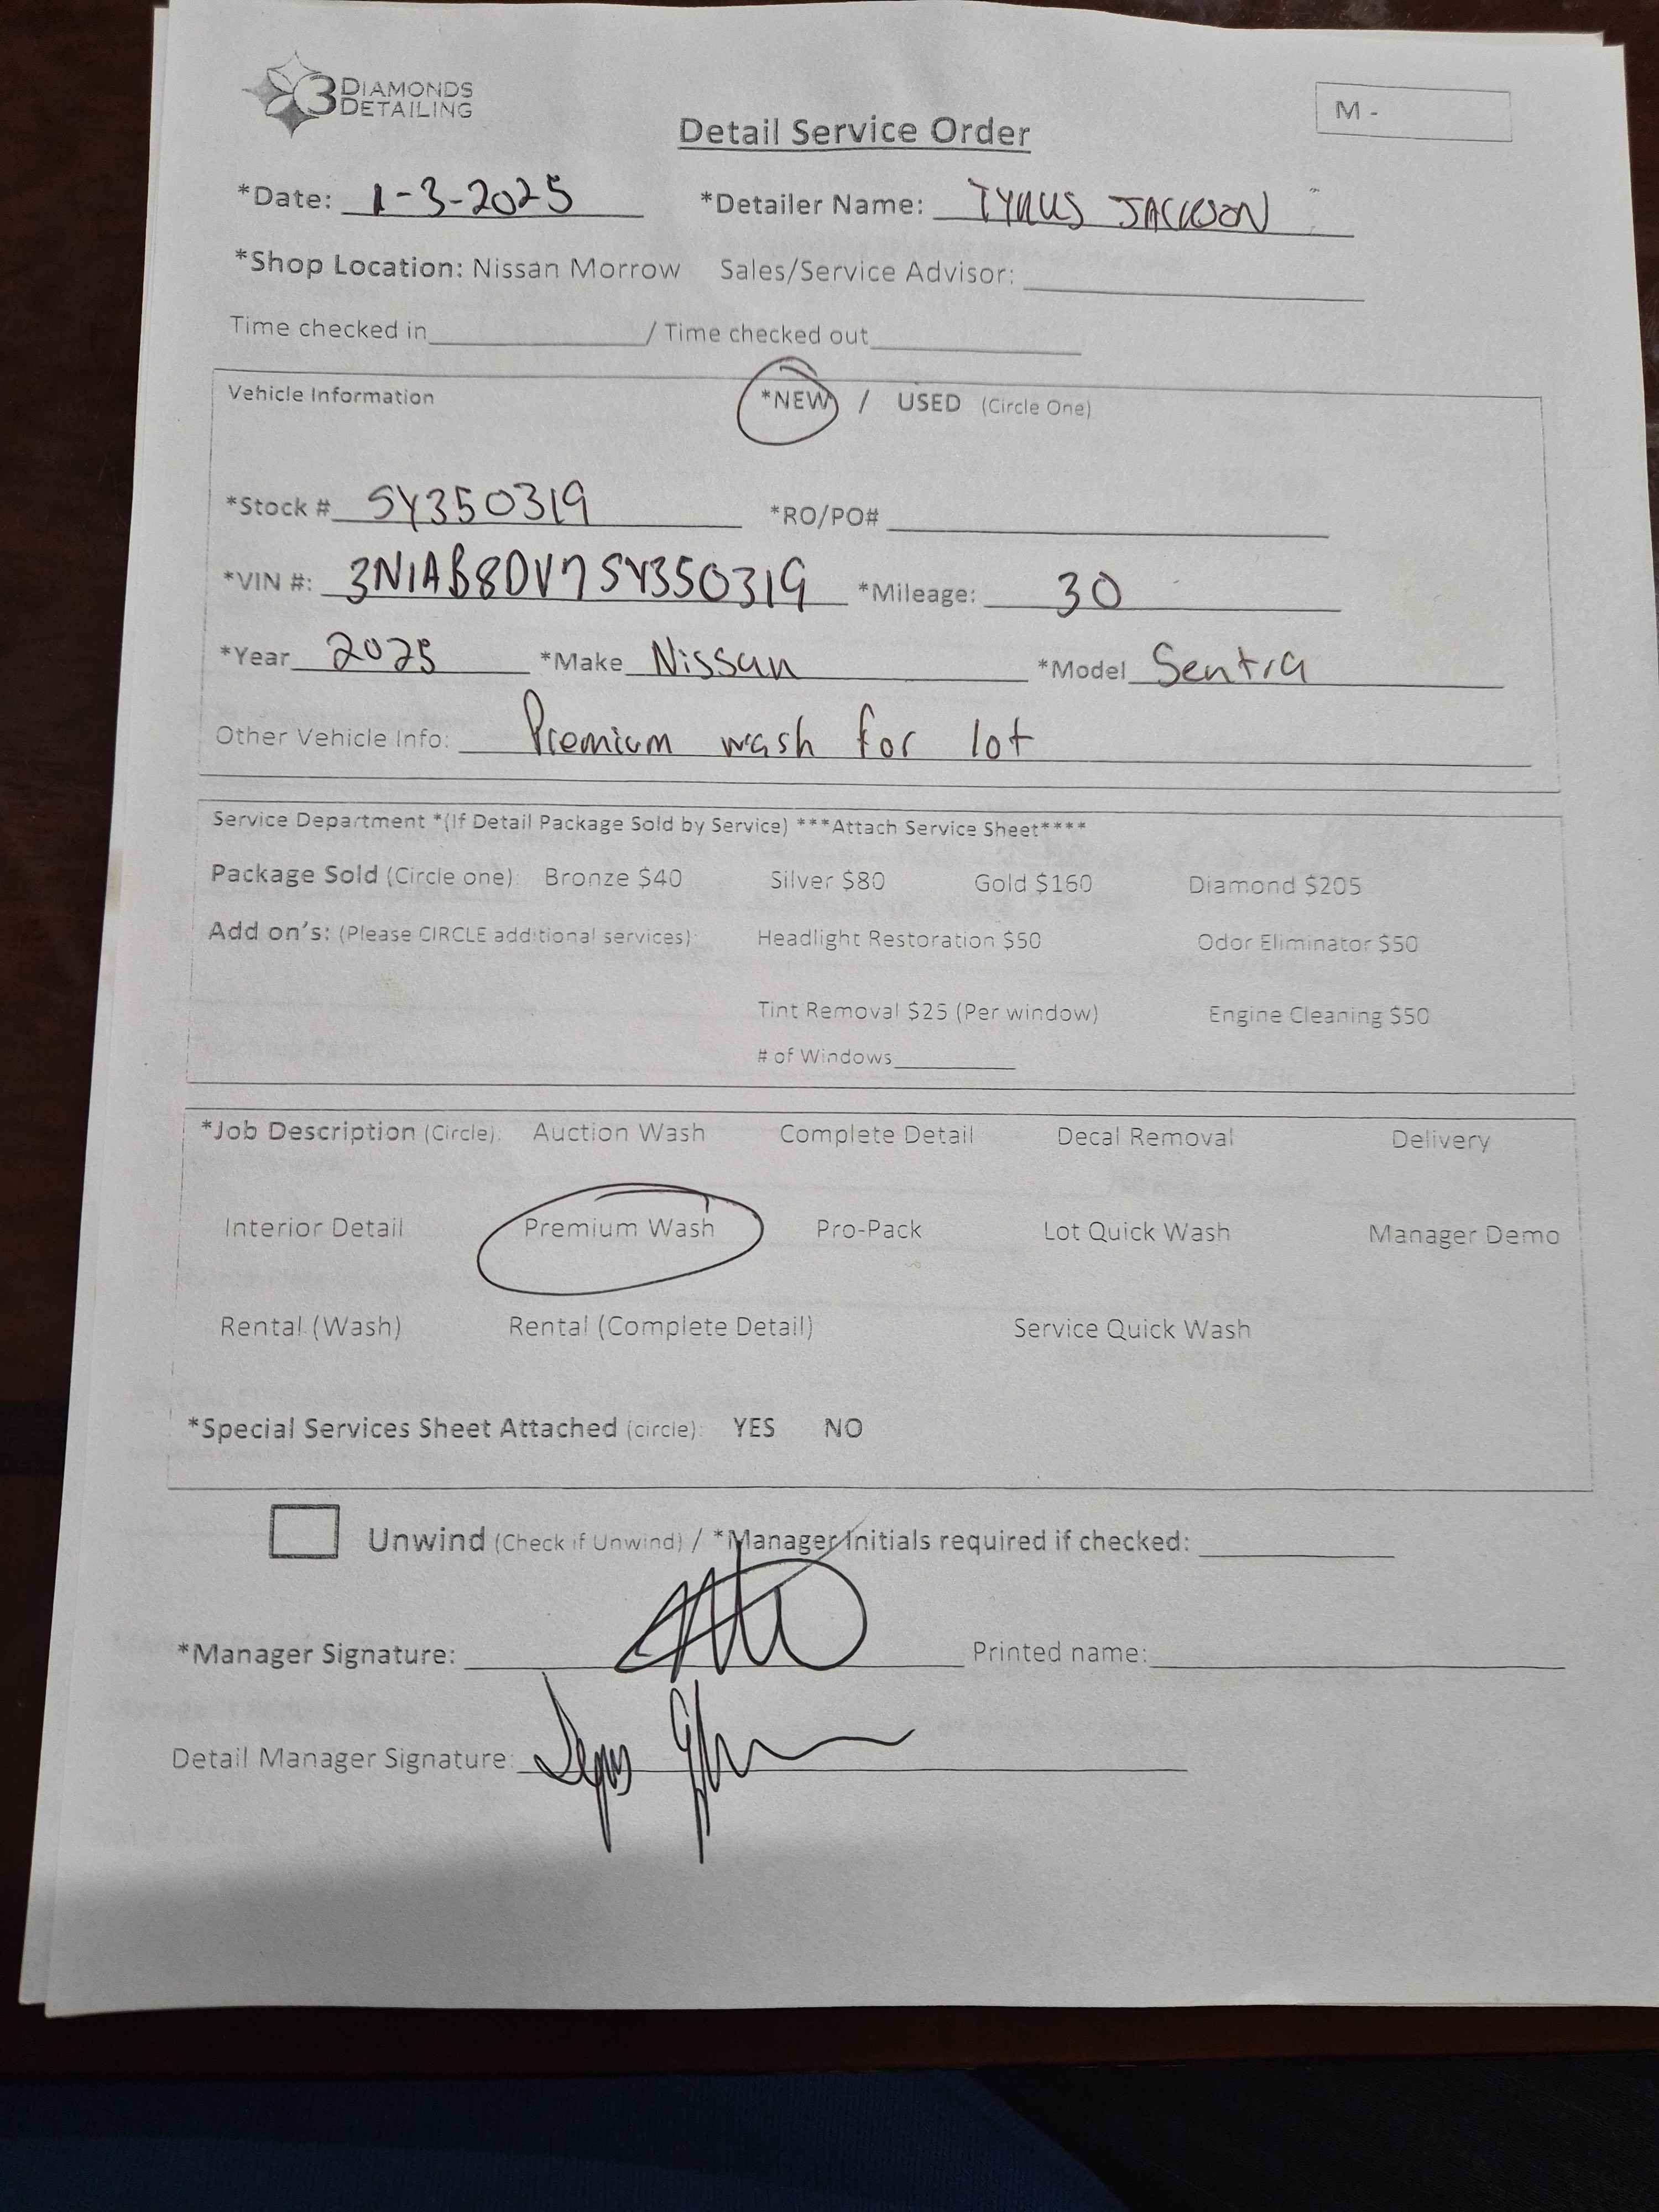 3 DIAMONDS DETAILING
M -
Detail Service Order
*Date: 1-3-2025 *Detailer Name: TYRUS JACKSON
*Shop Location: Nissan Morrow Sales/Service Advisor:
Time checked in / Time checked out
Vehicle Information *NEW / USED (Circle One)
*Stock # SY350319 *RO/PO#
*VIN #: 3N1AB8DV7SY350319 *Mileage: 30
*Year 2025 *Make Nissan *Model Sentra
Other Vehicle Info: Premium wash for lot
Service Department *(If Detail Package Sold by Service) ***Attach Service Sheet****
Package Sold (Circle one): Bronze $40 Silver $80 Gold $160 Diamond $205
Add on's: (Please CIRCLE additional services): Headlight Restoration $50 Odor Eliminator $50
Tint Removal $25 (Per window) Engine Cleaning $50
# of Windows
*Job Description (Circle): Auction Wash Complete Detail Decal Removal Delivery
Interior Detail Premium Wash Pro-Pack Lot Quick Wash Manager Demo
Rental (Wash) Rental (Complete Detail) Service Quick Wash
*Special Services Sheet Attached (circle): YES NO
Unwind (Check if Unwind) / *Manager Initials required if checked:
*Manager Signature: Printed name:
Detail Manager Signature: